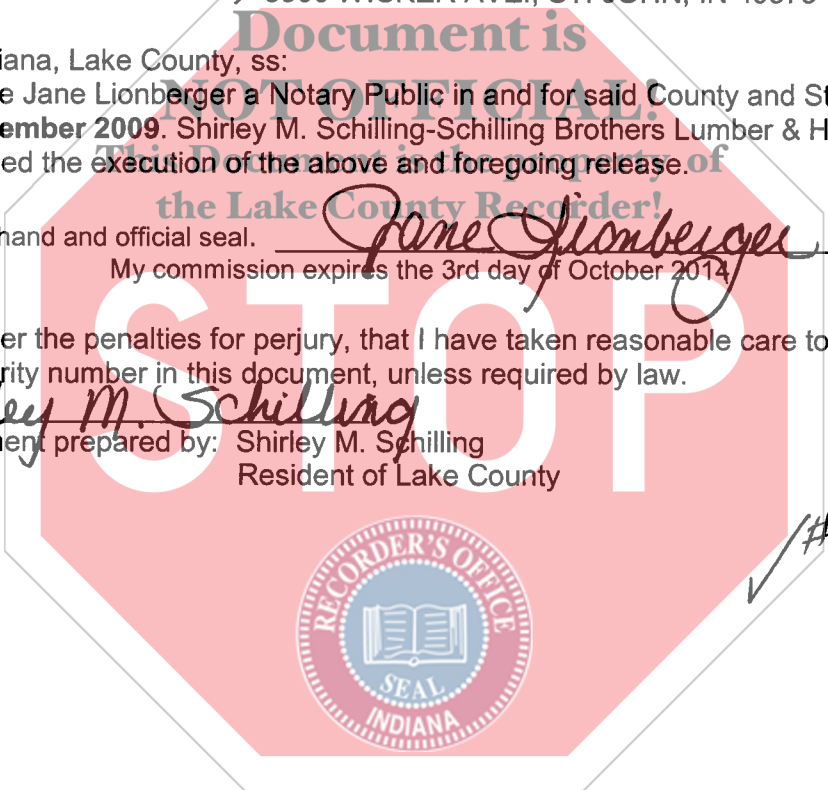 WICKER AVE., ST. JOHN, IN
Document is
iana, Lake County, ss:
NOT OFFICIAL!
e Jane Lionberger a Notary Public in and for said County and St
ember 2009. Shirley M. Schilling-Schilling Brothers Lumber & H
This Document is the property of
ed the execution of the above and foregoing release.
the Lake County Recorder!
hand and official seal. Jane Lionberger
My commission expires the 3rd day of October 2014
STOP
er the penalties for perjury, that I have taken reasonable care to
rity number in this document, unless required by law.
ey M. Schilling
ent prepared by: Shirley M. Schilling
Resident of Lake County
√#
RECORDER'S OFFICE
SEAL
INDIANA